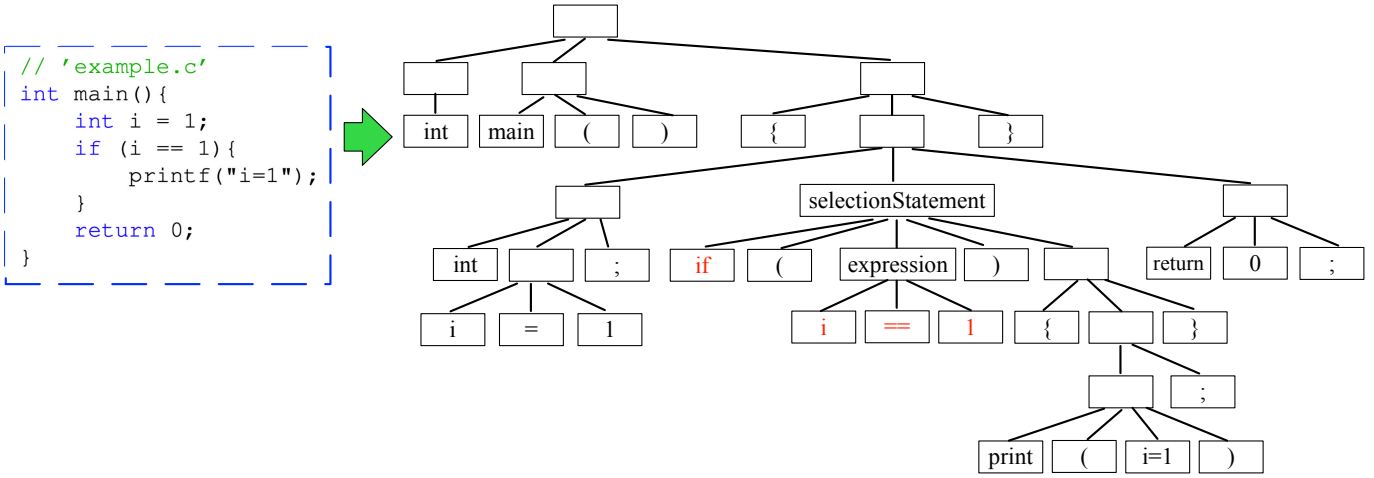 // ’example.c’
int main(){
int i = 1;
if (i == 1){
printf("i=1");
}
return 0;
}
int main ( ) { }
selectionStatement
int ; if ( expression ) return 0 ;
i = 1 i == 1 { }
;
print ( i=1 )